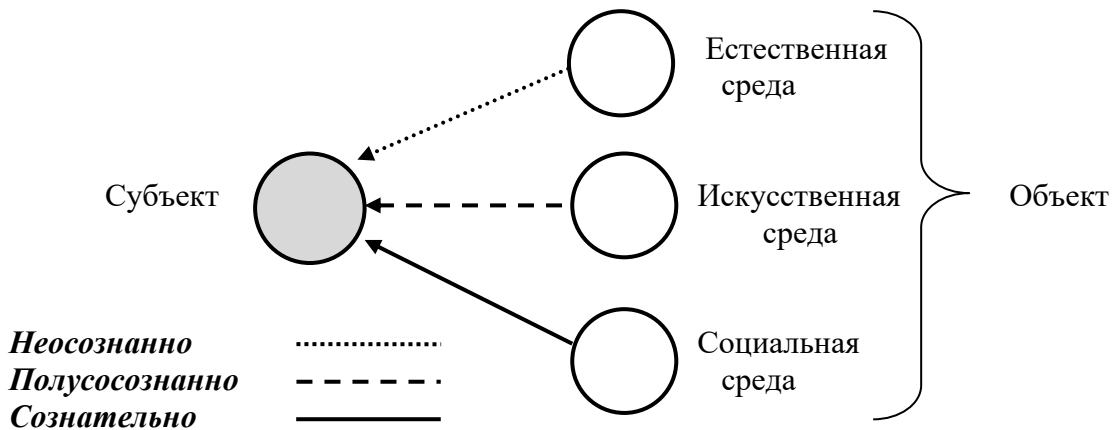 Естественная
среда
Субъект
Искусственная
среда
Объект
Социальная
среда
Неосознанно
Полусосознанно
Сознательно